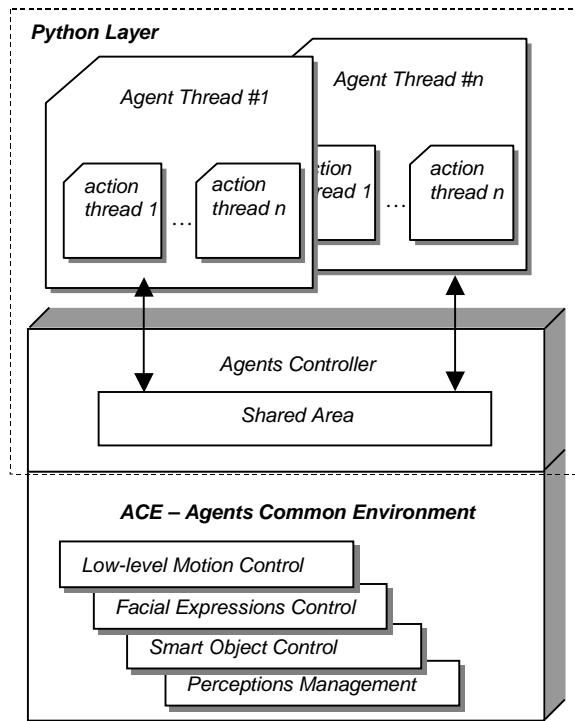 Python Layer
Agent Thread #1
Agent Thread #n
action
thread 1
...
action
thread n
thread 1
...
action
thread n
Agents Controller
Shared Area
ACE – Agents Common Environment
Low-level Motion Control
Facial Expressions Control
Smart Object Control
Perceptions Management